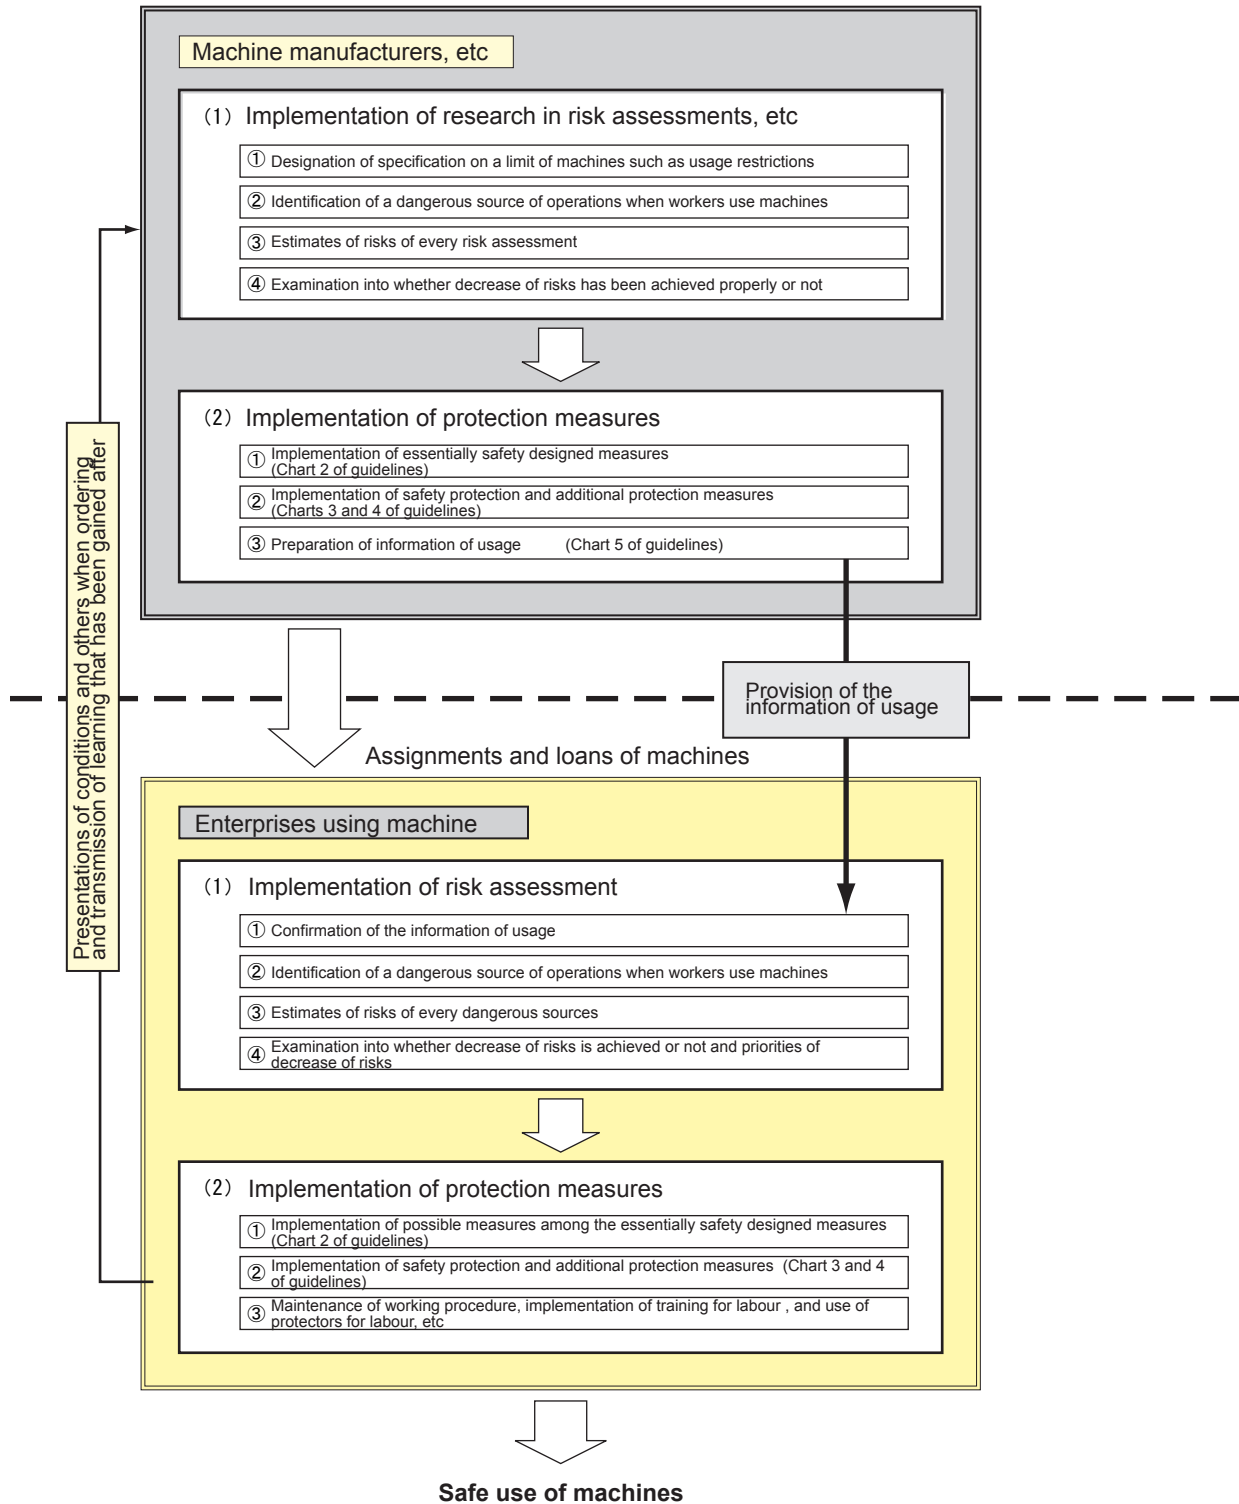 Machine manufacturers, etc
(1) Implementation of research in risk assessments, etc
① Designation of specification on a limit of machines such as usage restrictions
② Identification of a dangerous source of operations when workers use machines
③ Estimates of risks of every risk assessment
④ Examination into whether decrease of risks has been achieved properly or not
(2) Implementation of protection measures
① Implementation of essentially safety designed measures
(Chart 2 of guidelines)
② Implementation of safety protection and additional protection measures
(Charts 3 and 4 of guidelines)
③ Preparation of information of usage (Chart 5 of guidelines)
Presentations of conditions and others when ordering
and transmission of learning that has been gained after
Provision of the
information of usage
Assignments and loans of machines
Enterprises using machine
(1) Implementation of risk assessment
① Confirmation of the information of usage
② Identification of a dangerous source of operations when workers use machines
③ Estimates of risks of every dangerous sources
④ Examination into whether decrease of risks is achieved or not and priorities of
decrease of risks
(2) Implementation of protection measures
① Implementation of possible measures among the essentially safety designed measures
(Chart 2 of guidelines)
② Implementation of safety protection and additional protection measures (Chart 3 and 4
of guidelines)
③ Maintenance of working procedure, implementation of training for labour , and use of
protectors for labour, etc
Safe use of machines